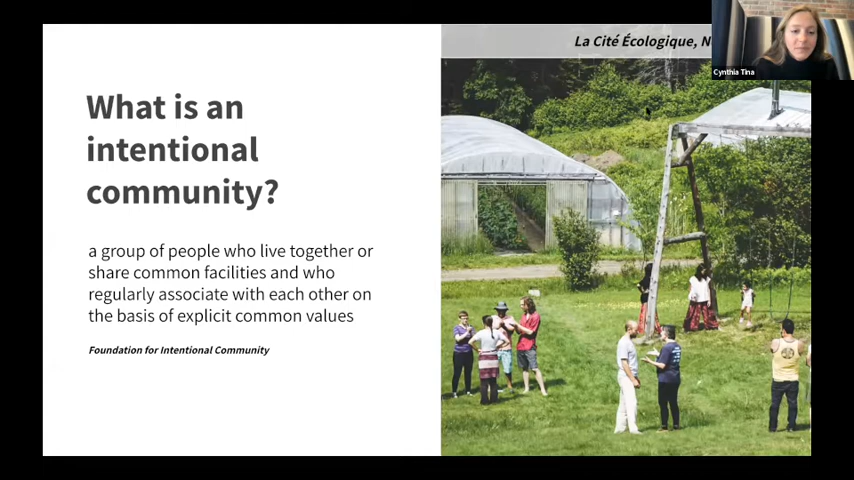 What is an
intentional
community?
a group of people who live together or
share common facilities and who
regularly associate with each other on
the basis of explicit common values
Foundation for Intentional Community
La Cité Écologique,
Cynthia Tina